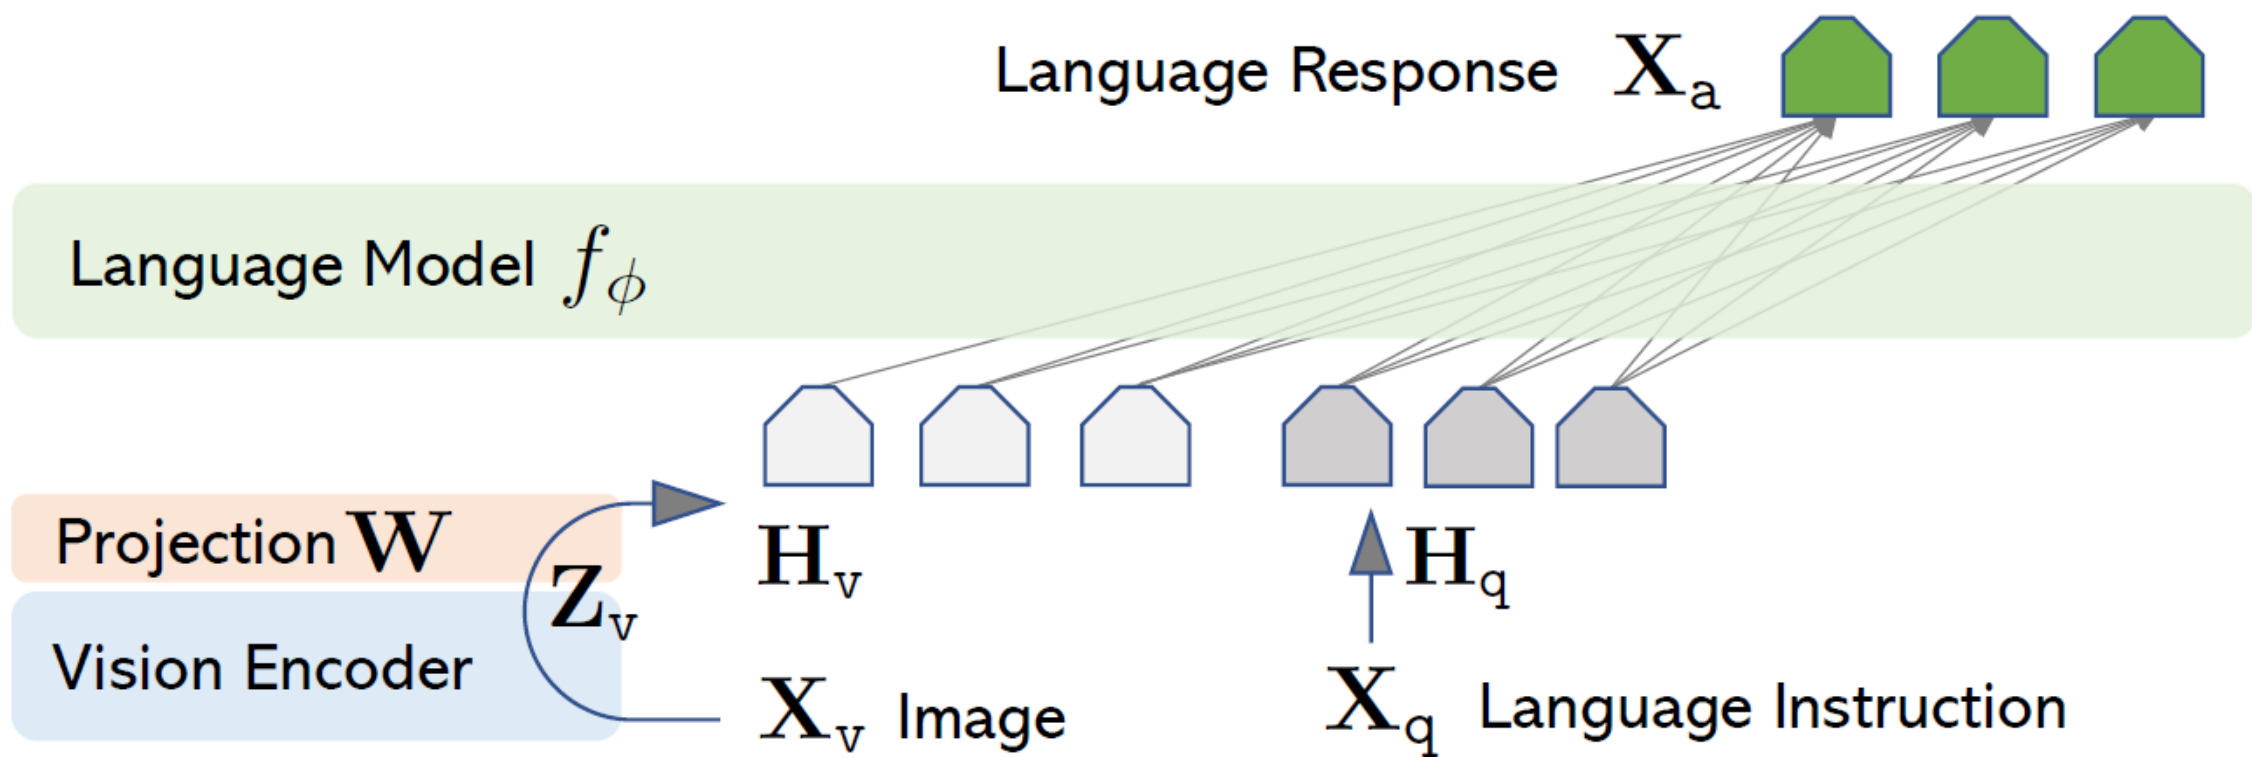 Language Response X_a
Language Model f_ϕ
Projection W
Z_v
H_v
H_q
Vision Encoder
X_v Image
X_q Language Instruction